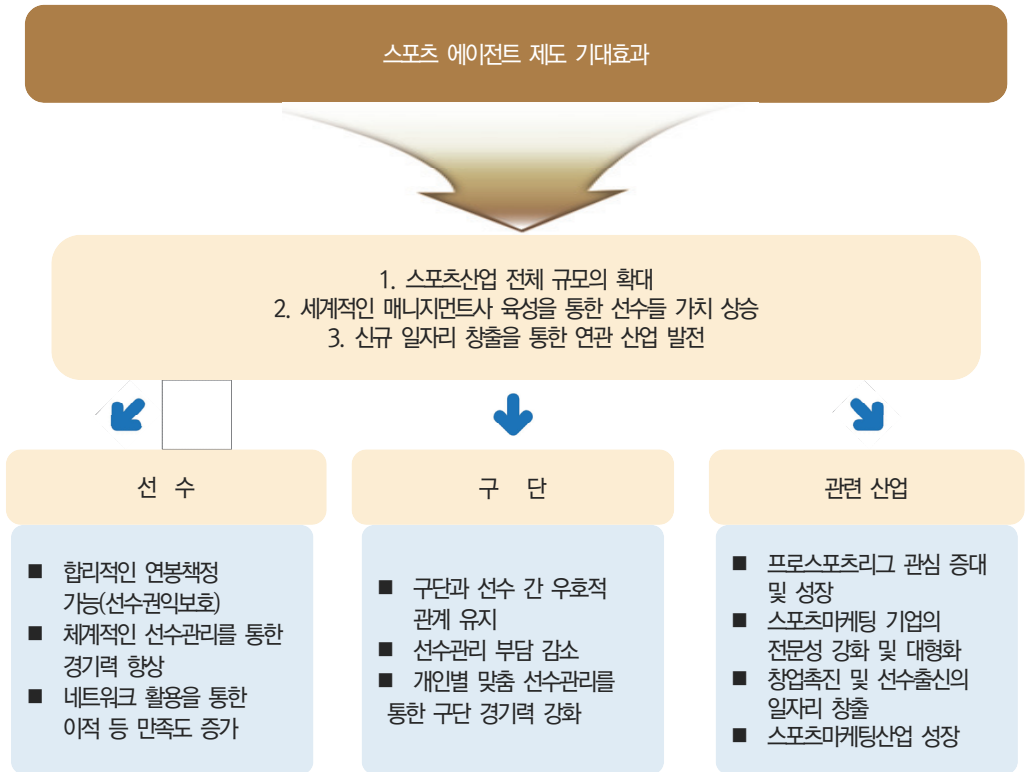 스포츠 에이전트 제도 기대효과
1. 스포츠산업 전체 규모의 확대
2. 세계적인 매니지먼트사 육성을 통한 선수들 가치 상승
3. 신규 일자리 창출을 통한 연관 산업 발전
선 수
■ 합리적인 연봉책정
가능(선수권익보호)
■ 체계적인 선수관리를 통한
경기력 향상
■ 네트워크 활용을 통한
이적 등 만족도 증가
구 단
■ 구단과 선수 간 우호적
관계 유지
■ 선수관리 부담 감소
■ 개인별 맞춤 선수관리를
통한 구단 경기력 강화
관련 산업
■ 프로스포츠리그 관심 증대
및 성장
■ 스포츠마케팅 기업의
전문성 강화 및 대형화
■ 창업촉진 및 선수출신의
일자리 창출
■ 스포츠마케팅산업 성장